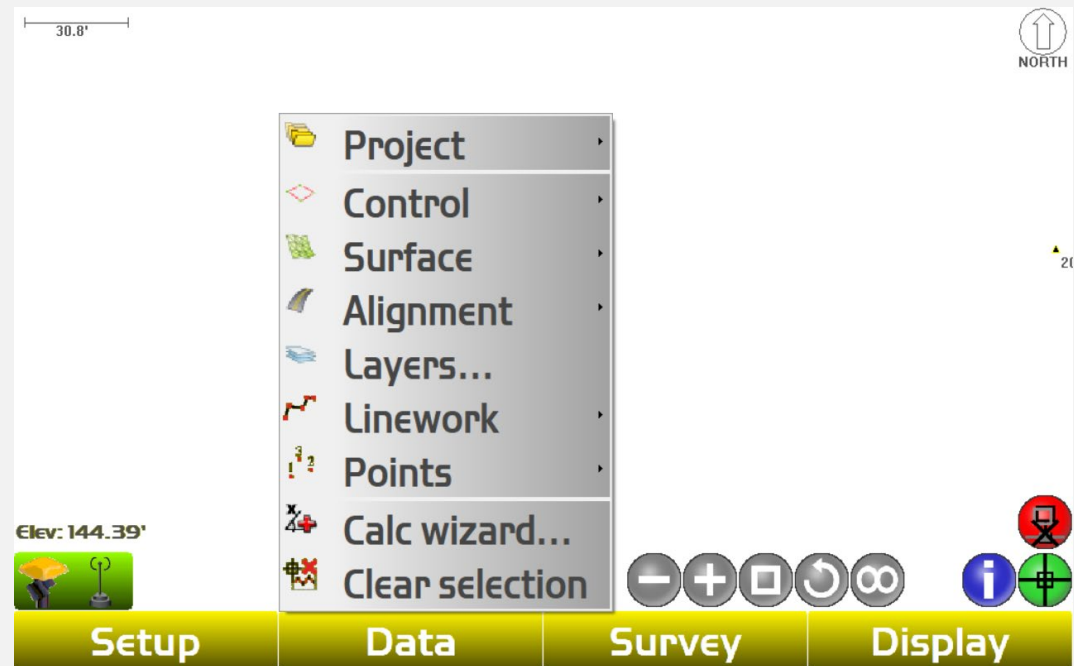 30.8'
NORTH
Project
Control
Surface
Alignment
Layers...
Linework
Points
Calc wizard...
Clear selection
Elev: 144.39'
Setup Data Survey Display